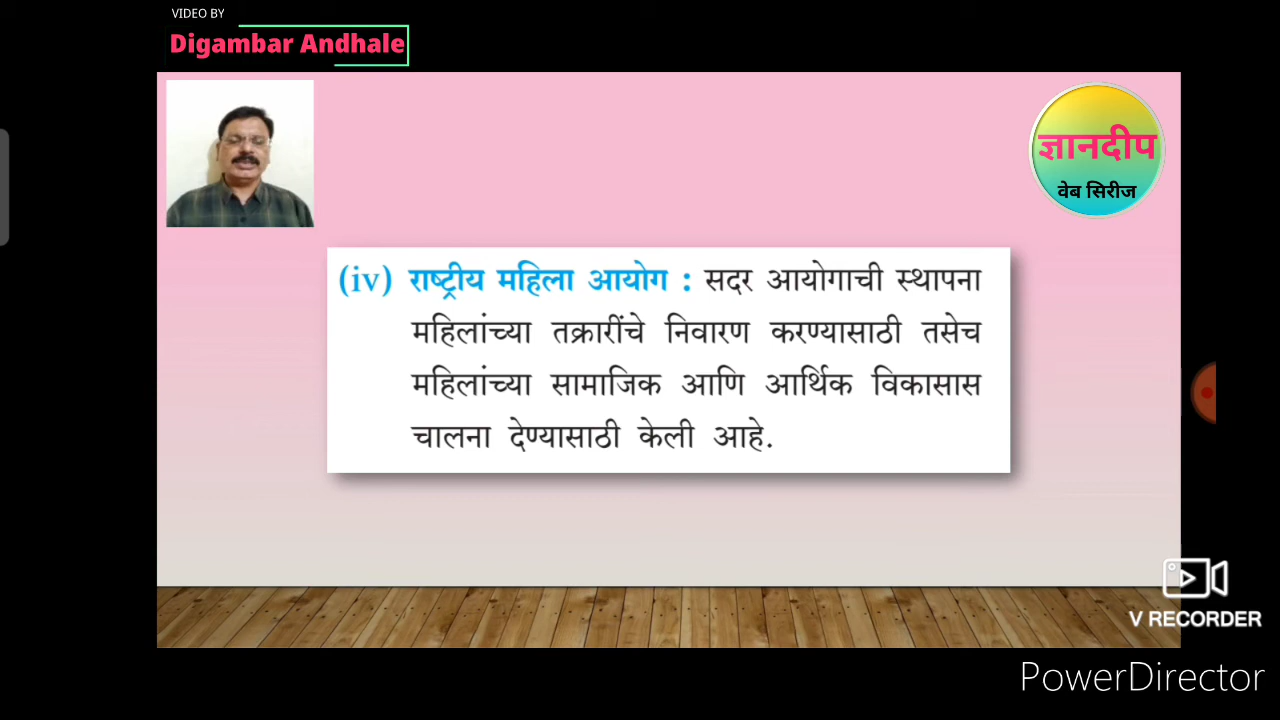 VIDEO BY
Digambar Andhale
ज्ञानदीप
वेब सिरीज
(iv) राष्ट्रीय महिला आयोग : सदर आयोगाची स्थापना
महिलांच्या तक्रारींचे निवारण करण्यासाठी तसेच
महिलांच्या सामाजिक आणि आर्थिक विकासास
चालना देण्यासाठी केली आहे.
V RECORDER
PowerDirector